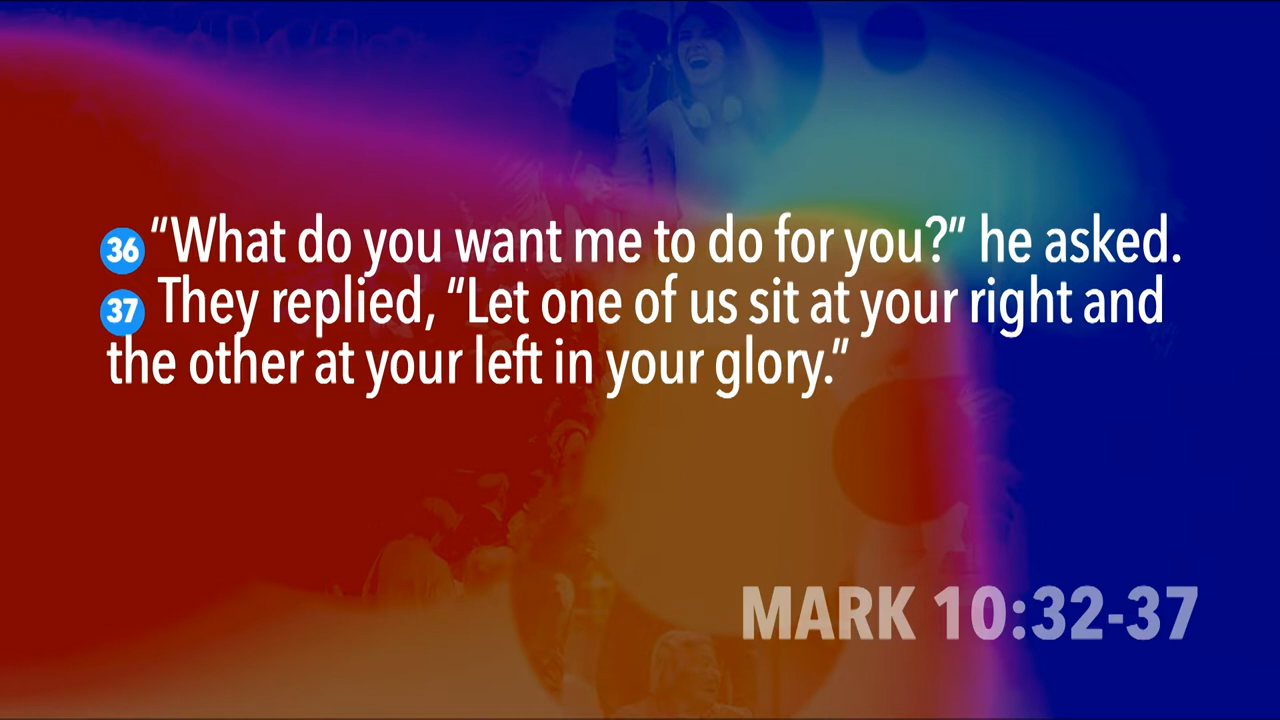 36 “What do you want me to do for you?” he asked.
37 They replied, “Let one of us sit at your right and
the other at your left in your glory.”
MARK 10:32-37